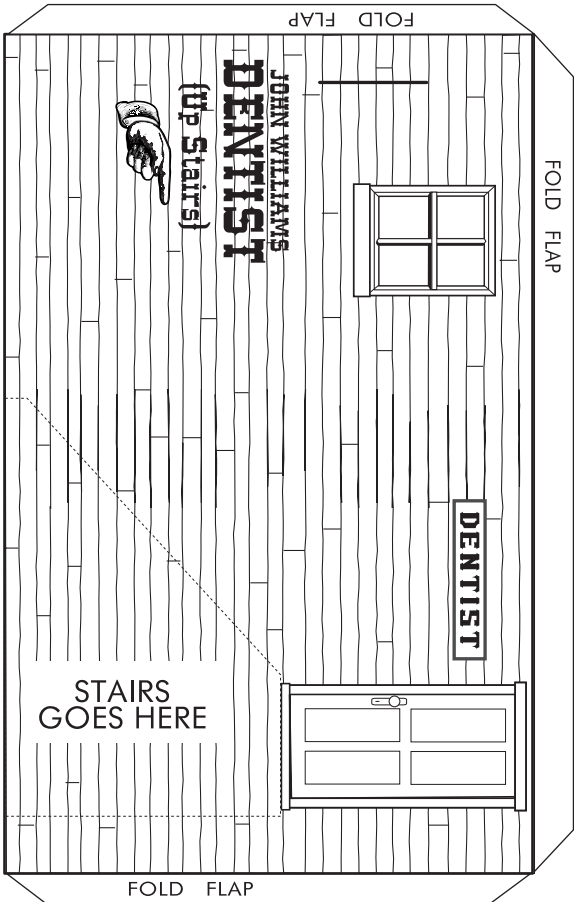 FOLD FLAP
JOHN WILLIAMS
DENTIST
(Up Stairs)
FOLD FLAP
DENTIST
STAIRS
GOES HERE
FOLD FLAP